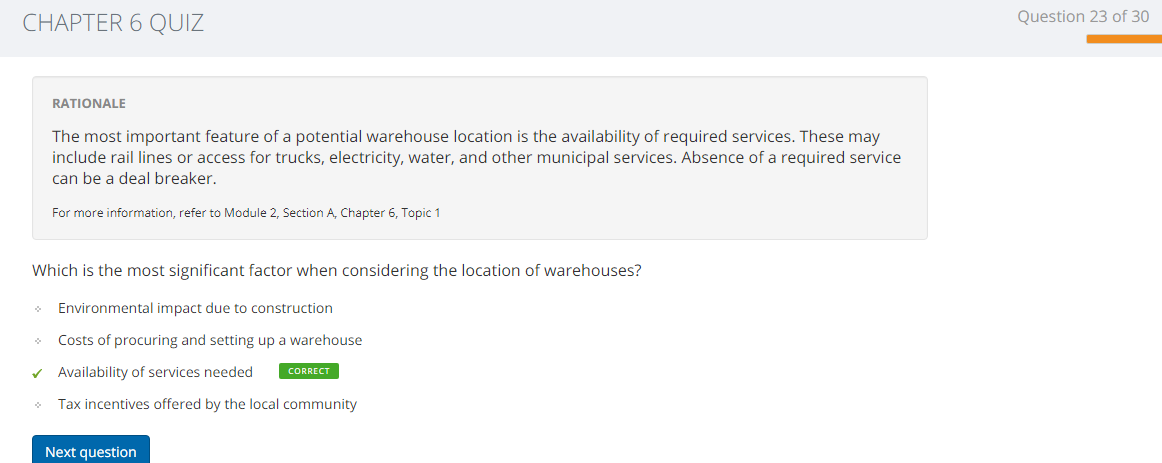 CHAPTER 6 QUIZ
Question 23 of 30
RATIONALE
The most important feature of a potential warehouse location is the availability of required services. These may
include rail lines or access for trucks, electricity, water, and other municipal services. Absence of a required service
can be a deal breaker.
For more information, refer to Module 2, Section A, Chapter 6, Topic 1
Which is the most significant factor when considering the location of warehouses?
Environmental impact due to construction
Costs of procuring and setting up a warehouse
Availability of services needed CORRECT
Tax incentives offered by the local community
Next question